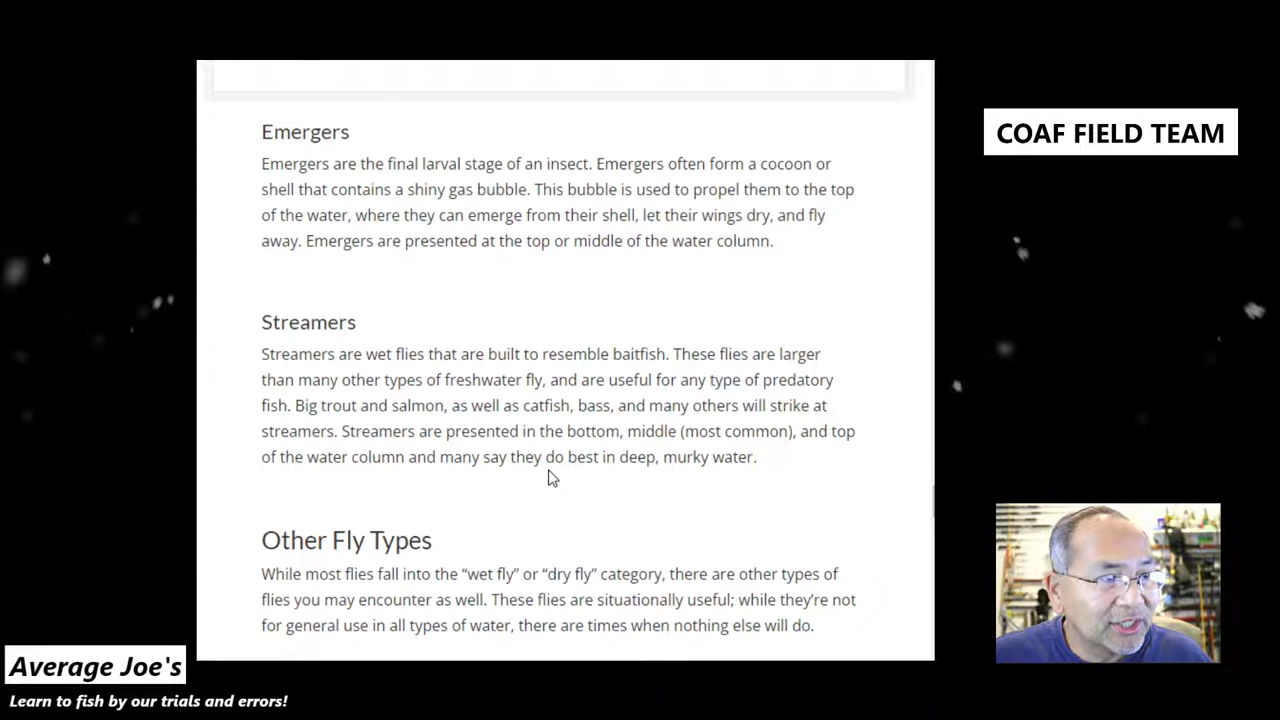 Emergers
Emergers are the final larval stage of an insect. Emergers often form a cocoon or
shell that contains a shiny gas bubble. This bubble is used to propel them to the top
of the water, where they can emerge from their shell, let their wings dry, and fly
away. Emergers are presented at the top or middle of the water column.
Streamers
Streamers are wet flies that are built to resemble baitfish. These flies are larger
than many other types of freshwater fly, and are useful for any type of predatory
fish. Big trout and salmon, as well as catfish, bass, and many others will strike at
streamers. Streamers are presented in the bottom, middle (most common), and top
of the water column and many say they do best in deep, murky water.
Other Fly Types
While most flies fall into the “wet fly” or “dry fly” category, there are other types of
flies you may encounter as well. These flies are situationally useful; while they’re not
for general use in all types of water, there are times when nothing else will do.
COAF FIELD TEAM
Average Joe's
Learn to fish by our trials and errors!